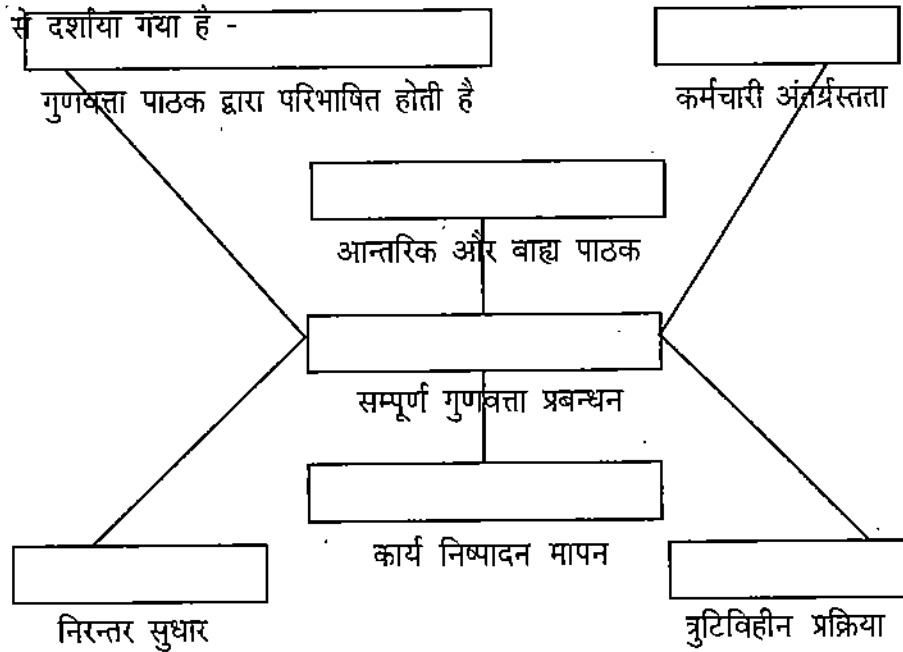 से दर्शाया गया है -
गुणवत्ता पाठक द्वारा परिभाषित होती है
कर्मचारी अंतर्ग्रस्तता
आन्तरिक और बाह्य पाठक
सम्पूर्ण गुणवत्ता प्रबन्धन
कार्य निष्पादन मापन
निरन्तर सुधार
त्रुटिविहीन प्रक्रिया